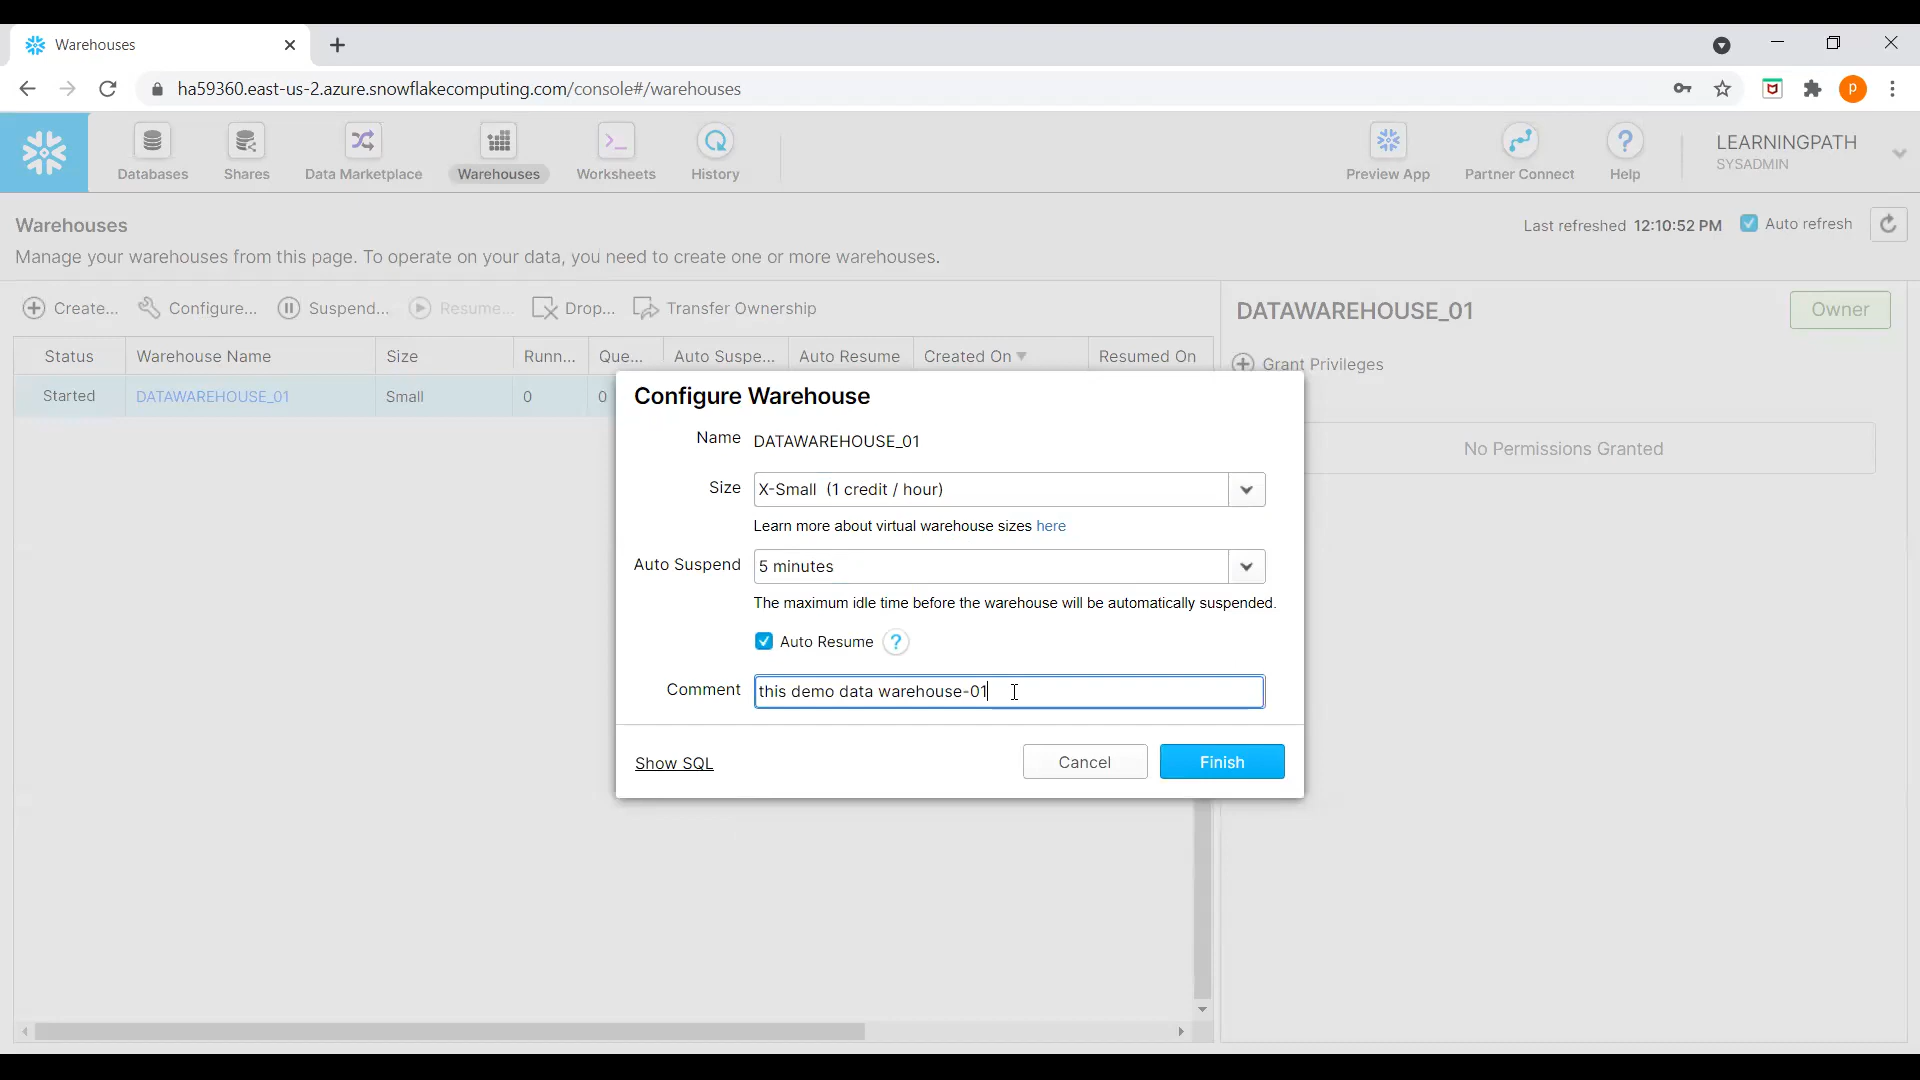 Warehouses
ha59360.east-us-2.azure.snowflakecomputing.com/console#/warehouses
P
Databases
Shares
Data Marketplace
Warehouses
Worksheets
History
Preview App
Partner Connect
Help
LEARNINGPATH
SYSADMIN
Warehouses
Last refreshed 12:10:52 PM
Auto refresh
Manage your warehouses from this page. To operate on your data, you need to create one or more warehouses.
Create... Configure... Suspend... Resume... Drop... Transfer Ownership
DATAWAREHOUSE_01
Owner
Status Warehouse Name Size Runn... Que... Auto Suspe... Auto Resume Created On Resumed On
Grant Privileges
Started DATAWAREHOUSE_01 Small 0 0
No Permissions Granted
Configure Warehouse
Name DATAWAREHOUSE_01
Size X-Small (1 credit / hour)
Learn more about virtual warehouse sizes here
Auto Suspend 5 minutes
The maximum idle time before the warehouse will be automatically suspended.
Auto Resume ?
Comment this demo data warehouse-01
Show SQL Cancel Finish